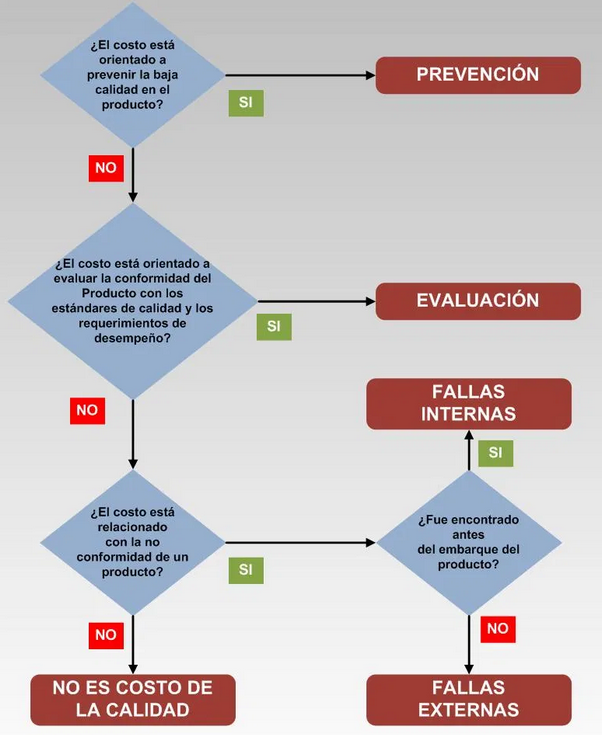 ¿El costo está
orientado a
prevenir la baja
calidad en el
producto?
SI
PREVENCIÓN
NO
¿El costo está orientado a
evaluar la conformidad del
Producto con los
estándares de calidad y los
requerimientos de
desempeño?
SI
EVALUACIÓN
NO
FALLAS
INTERNAS
SI
¿El costo está
relacionado
con la no
conformidad de un
producto?
SI
¿Fue encontrado
antes
del embarque del
producto?
NO
NO
NO ES COSTO DE
LA CALIDAD
FALLAS
EXTERNAS